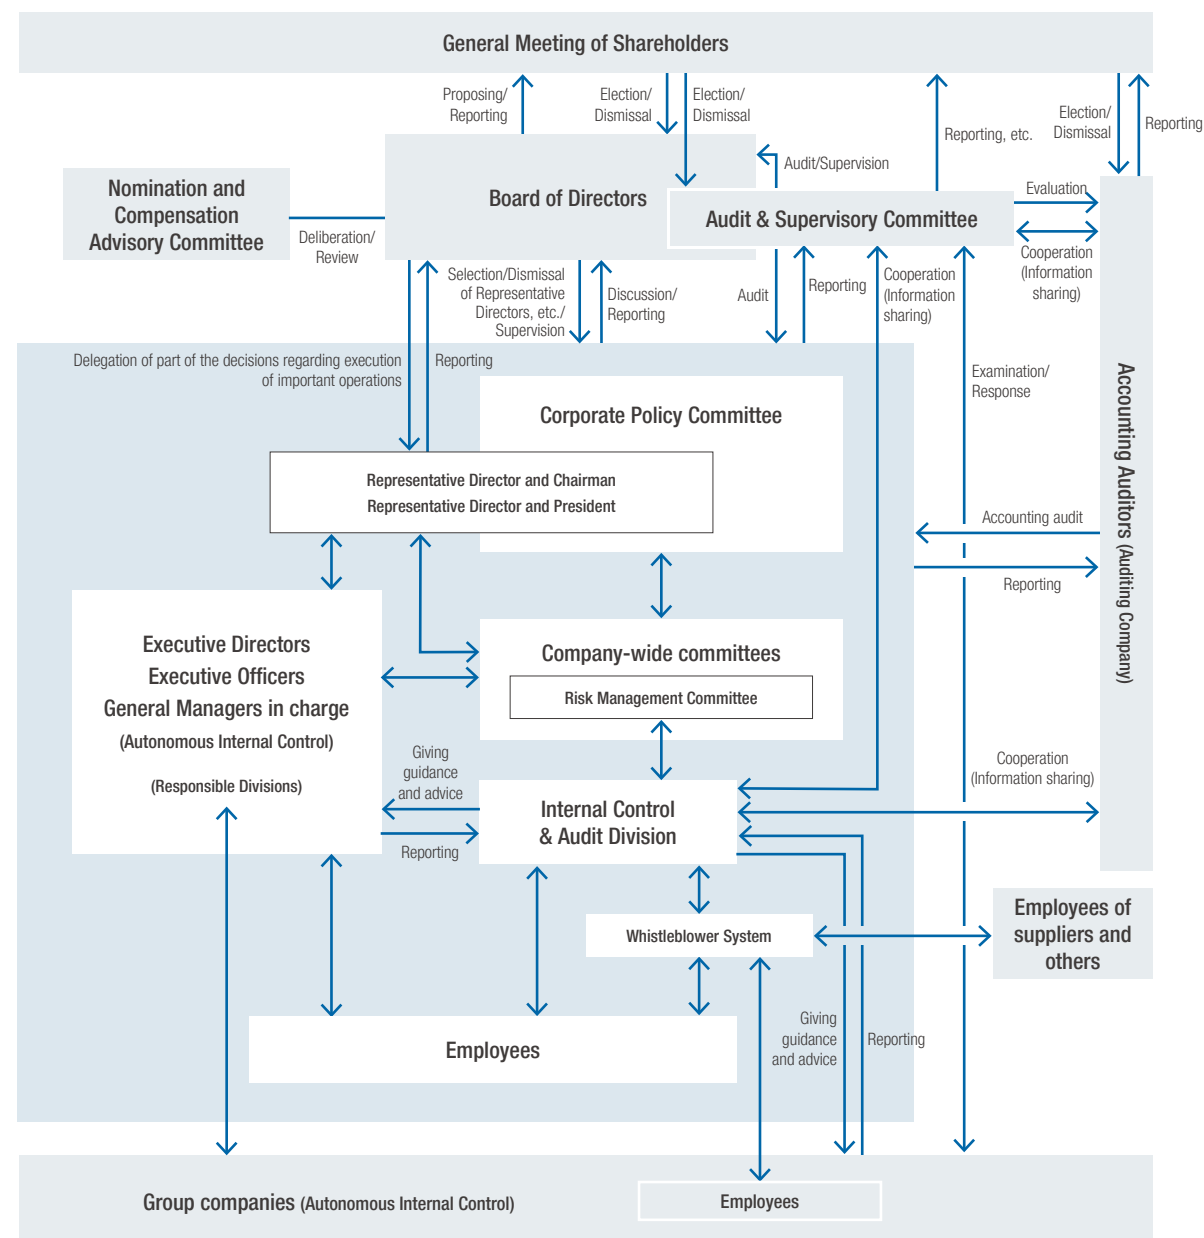 General Meeting of Shareholders
Proposing/
Reporting
Election/
Dismissal
Election/
Dismissal
Reporting, etc.
Election/
Dismissal
Reporting
Board of Directors
Audit/Supervision
Nomination and
Compensation
Advisory Committee
Deliberation/
Review
Audit & Supervisory Committee
Evaluation
Cooperation
(Information
sharing)
Selection/Dismissal
of Representative
Directors, etc./
Supervision
Discussion/
Reporting
Audit
Reporting
Cooperation
(Information
sharing)
Delegation of part of the decisions regarding execution
of important operations
Reporting
Examination/
Response
Accounting Auditors (Auditing Company)
Corporate Policy Committee
Representative Director and Chairman
Representative Director and President
Accounting audit
Reporting
Executive Directors
Executive Officers
General Managers in charge
(Autonomous Internal Control)
(Responsible Divisions)
Company-wide committees
Risk Management Committee
Giving
guidance
and advice
Reporting
Internal Control
& Audit Division
Cooperation
(Information sharing)
Whistleblower System
Employees of
suppliers and
others
Employees
Giving
guidance
and advice
Reporting
Group companies (Autonomous Internal Control)
Employees